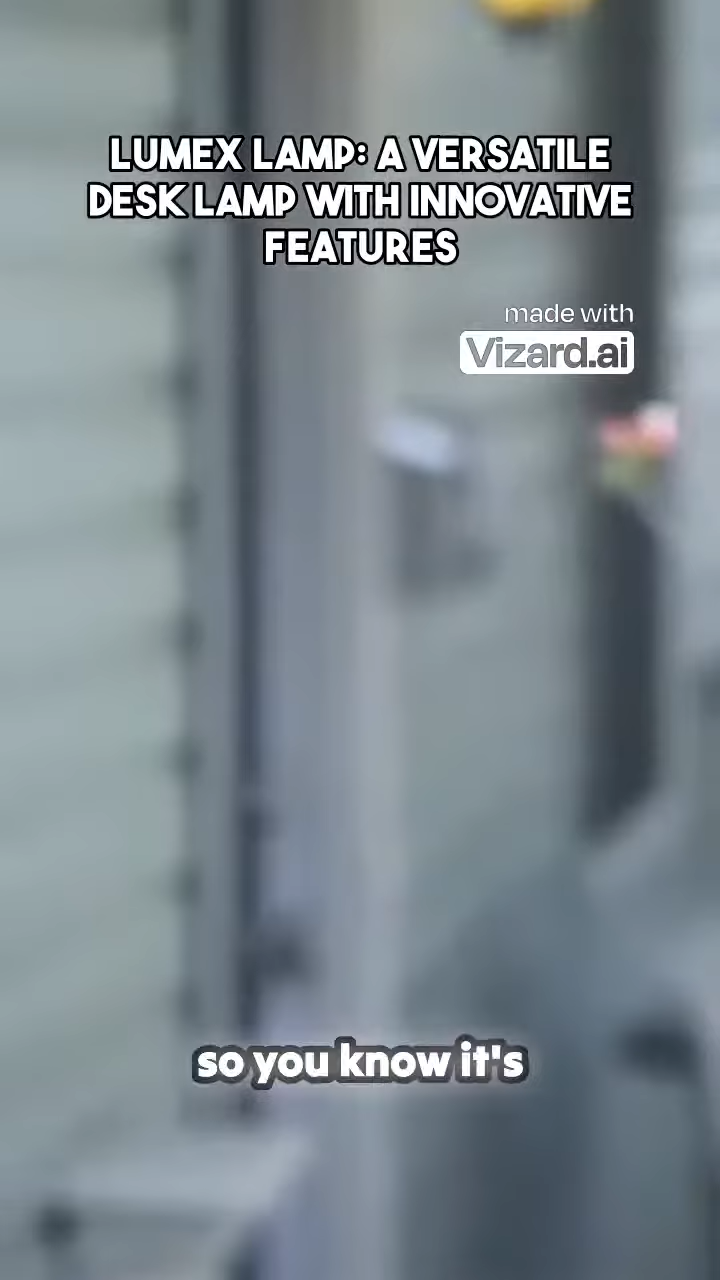 LUMEX LAMP: A VERSATILE
DESK LAMP WITH INNOVATIVE
FEATURES
made with
Vizard.ai
so you know it's